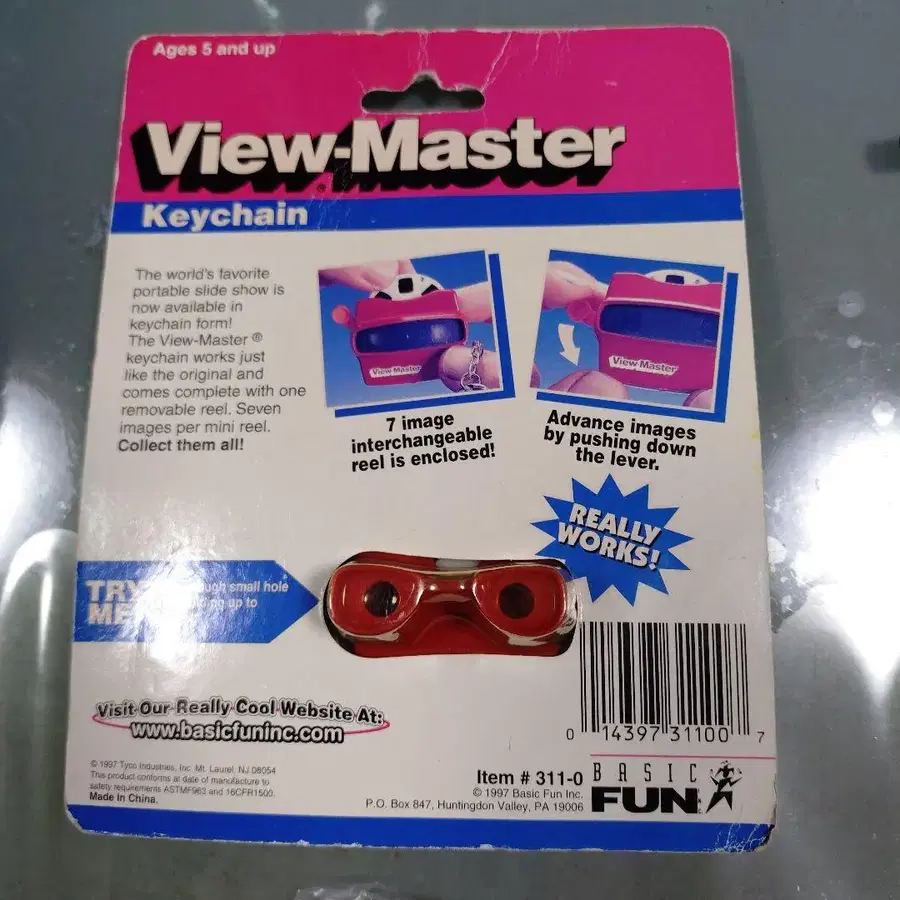 Ages 5 and up
View-Master®
Keychain
The world's favorite
portable slide show is
now available in
keychain form!
The View-Master ®
keychain works just
like the original and
comes complete with one
removable reel. Seven
images per mini reel.
Collect them all!
View-Master
7 image
interchangeable
reel is enclosed!
View-Master
Advance images
by pushing down
the lever.
REALLY
WORKS!
TRY
ME
small hole
up to
Visit Our Really Cool Website At:
www.basicfuninc.com
© 1997 Tyco Industries, Inc. Mt. Laurel, NJ 08054
This product conforms at date of manufacture to
safety requirements ASTMF963 and 16CFR1500.
Made in China.
0 14397 31100 7
Item # 311-0
© 1997 Basic Fun Inc.
P.O. Box 847, Huntingdon Valley, PA 19006
BASIC
FUN